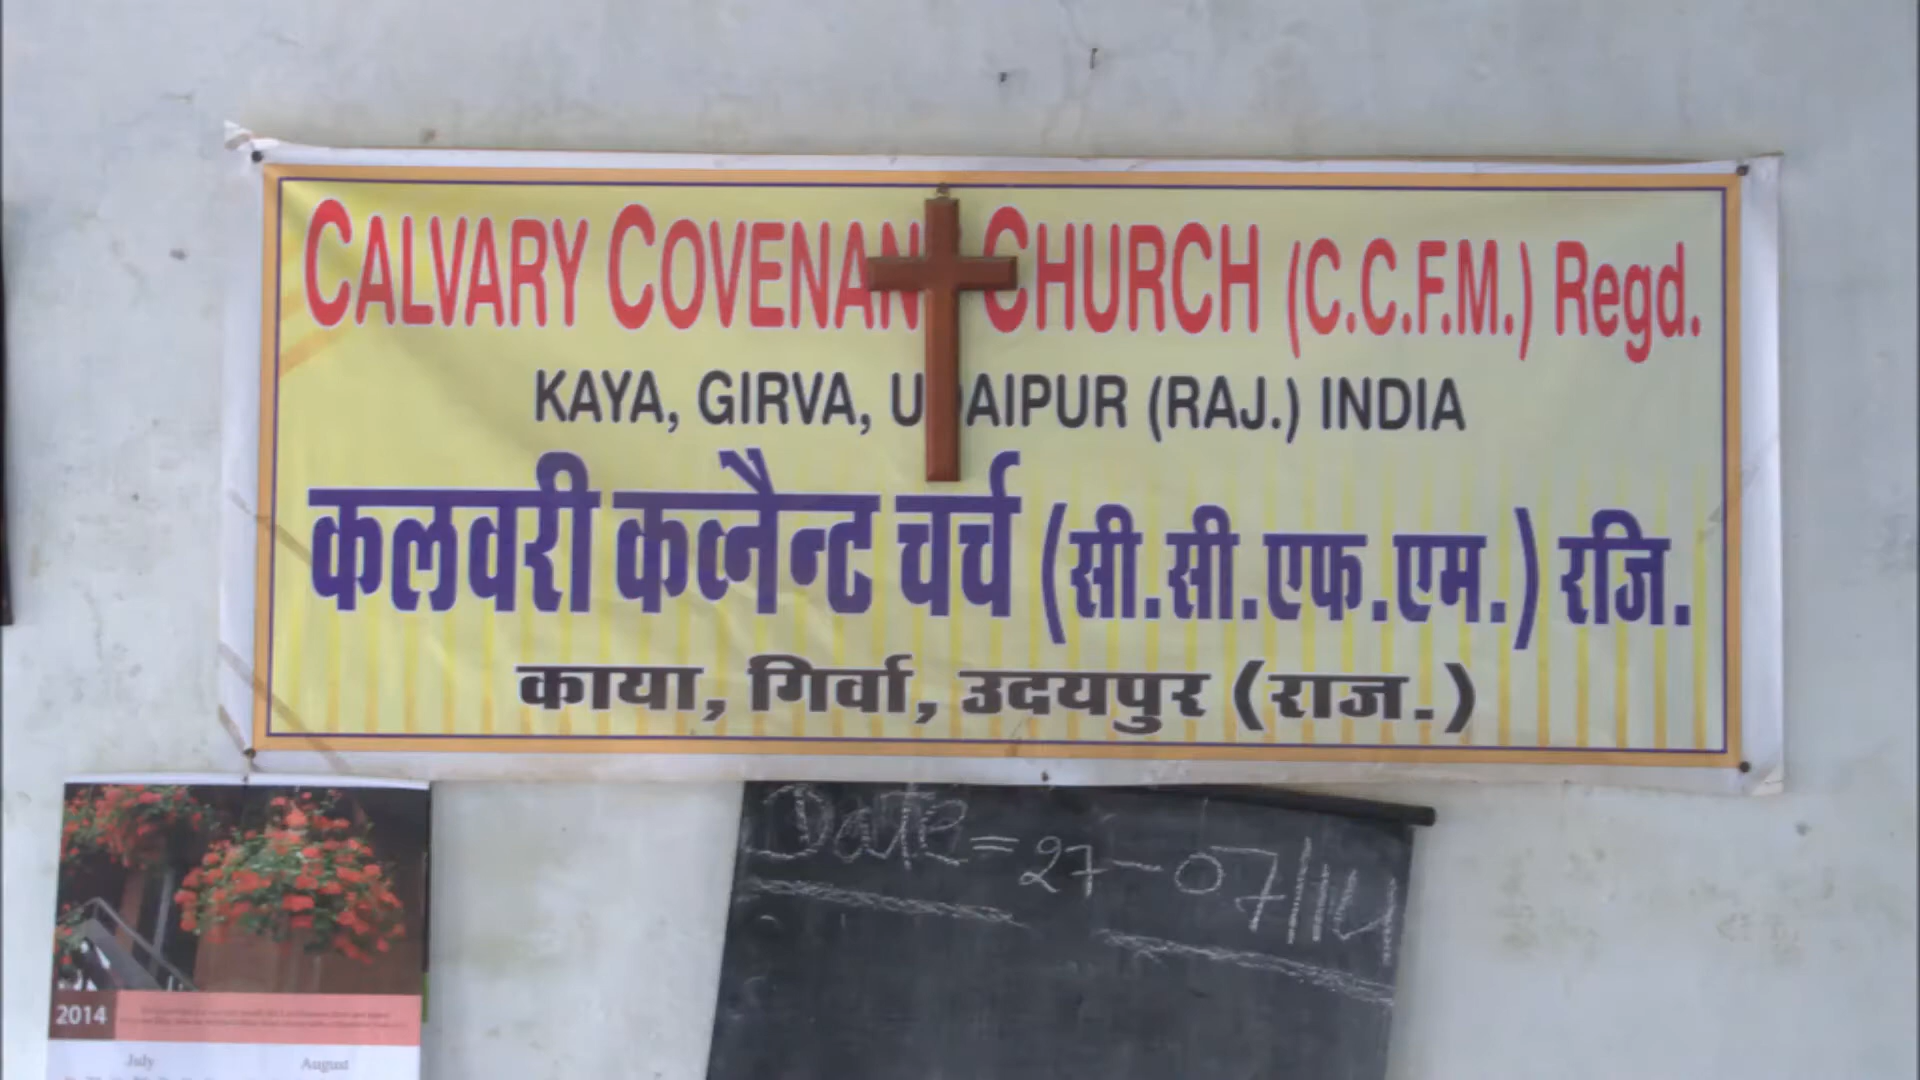 CALVARY COVENANT CHURCH (C.C.F.M.) Regd.
KAYA, GIRVA, UDAIPUR (RAJ.) INDIA
कलवरी कव्नैन्ट चर्च (सी.सी.एफ.एम.) रजि.
काया, गिर्वा, उदयपुर (राज.)
Date = 27-07/14
2014
July August